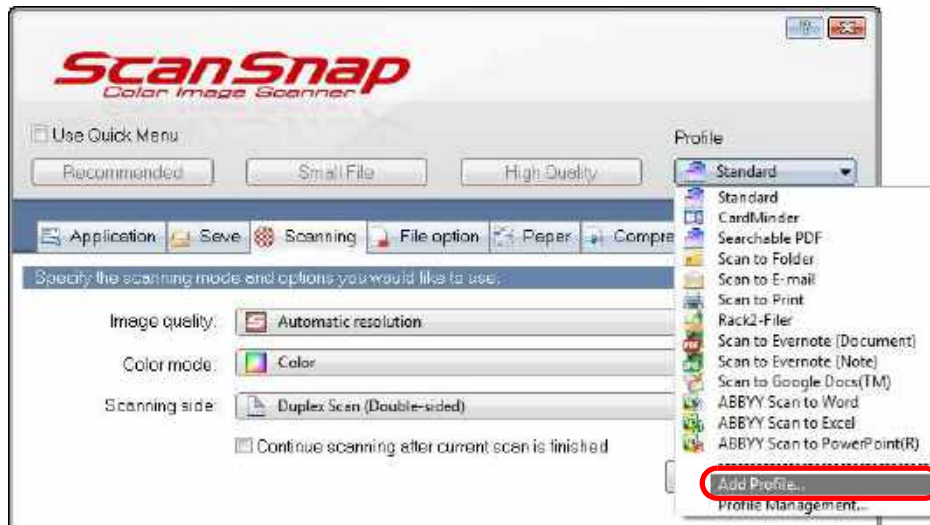 ScanSnap
Color Image Scanner
Use Quick Menu
Profile
Recommended
Small File
High Quality
Standard
Application
Save
Scanning
File option
Paper
Compre
Specify the scanning mode and options you would like to use.
Image quality:
Automatic resolution
Color mode:
Color
Scanning side:
Duplex Scan (Double-sided)
Continue scanning after current scan is finished
Standard
CardMinder
Searchable PDF
Scan to Folder
Scan to E-mail
Scan to Print
Rack2-Filer
Scan to Evernote (Document)
Scan to Evernote (Note)
Scan to Google Docs(TM)
ABBYY Scan to Word
ABBYY Scan to Excel
ABBYY Scan to PowerPoint(R)
Add Profile...
Profile Management...